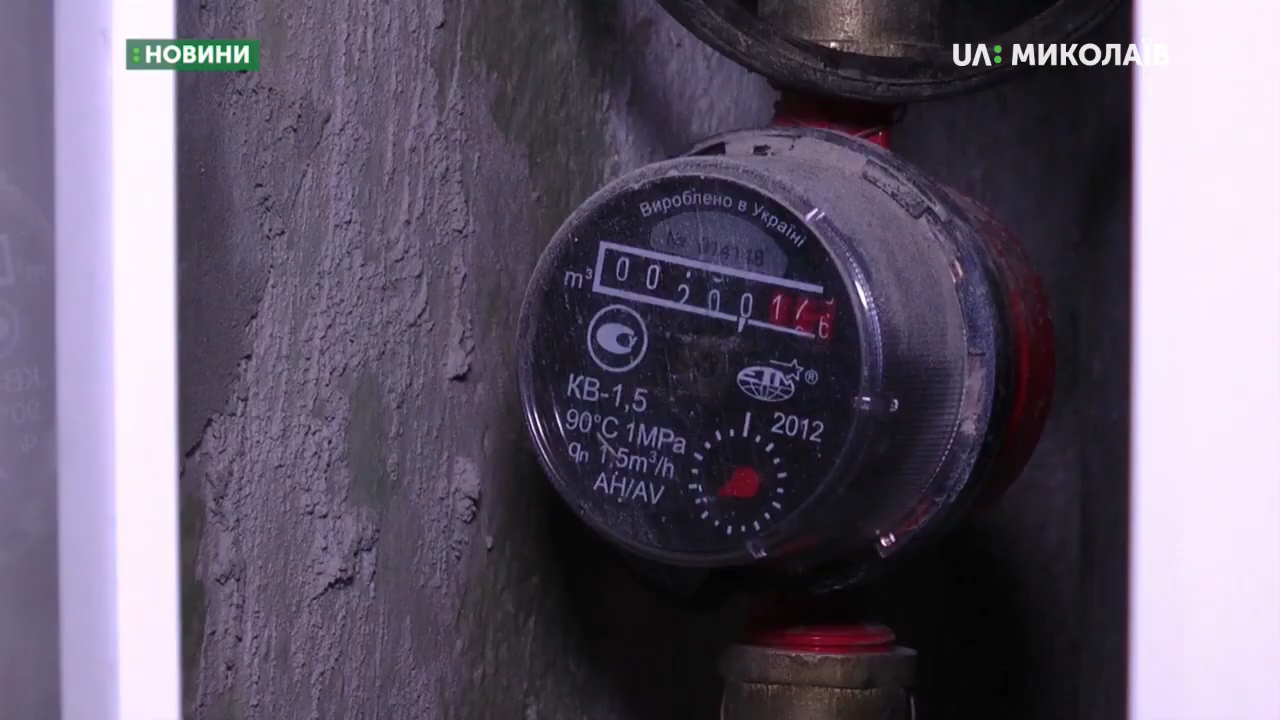 :НОВИНИ
UA: МИКОЛАЇВ
Вироблено в Україні
m³
00200
КВ-1,5
90°C 1MPa
2012
qn 1,5m³/h
AH/AV